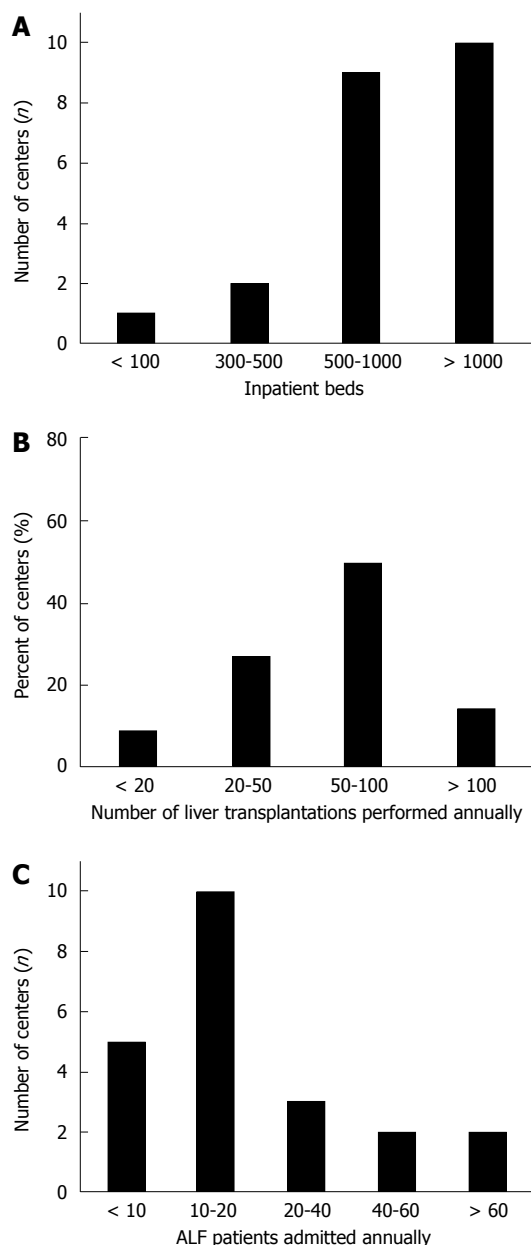 A
Number of centers (n)
10
8
6
4
2
0
< 100 300-500 500-1000 > 1000
Inpatient beds
B
Percent of centers (%)
80
60
40
20
0
< 20 20-50 50-100 > 100
Number of liver transplantations performed annually
C
Number of centers (n)
10
8
6
4
2
0
< 10 10-20 20-40 40-60 > 60
ALF patients admitted annually